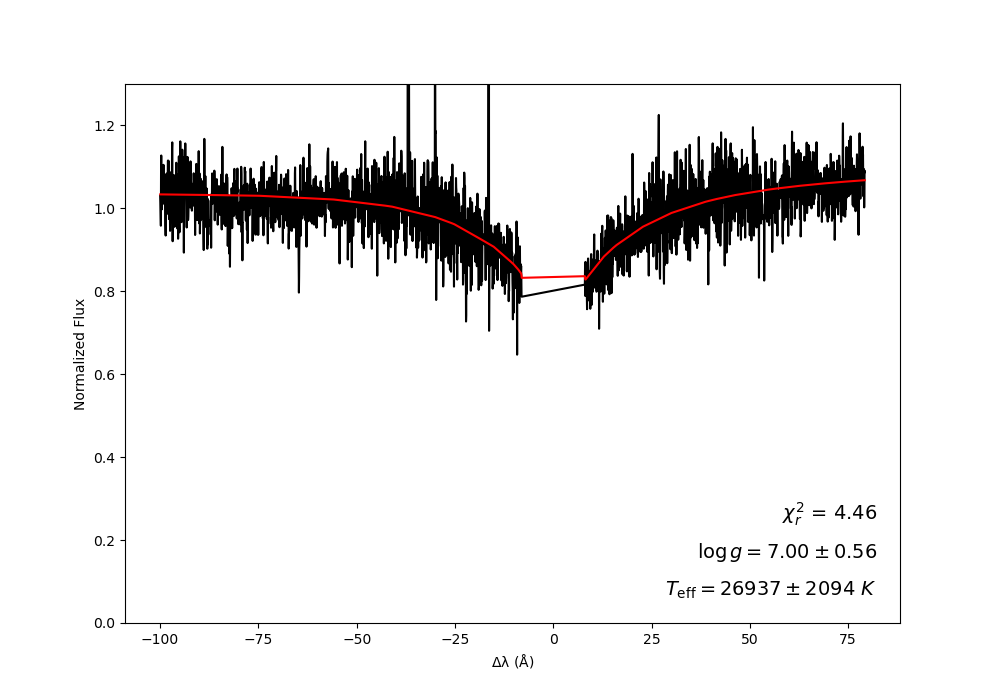 1.2
1.0
0.8
0.6
0.4
0.2
0.0
Normalized Flux
χ²ᵣ = 4.46
log g = 7.00 ± 0.56
T_eff = 26937 ± 2094 K
−100 −75 −50 −25 0 25 50 75
Δλ (Å)